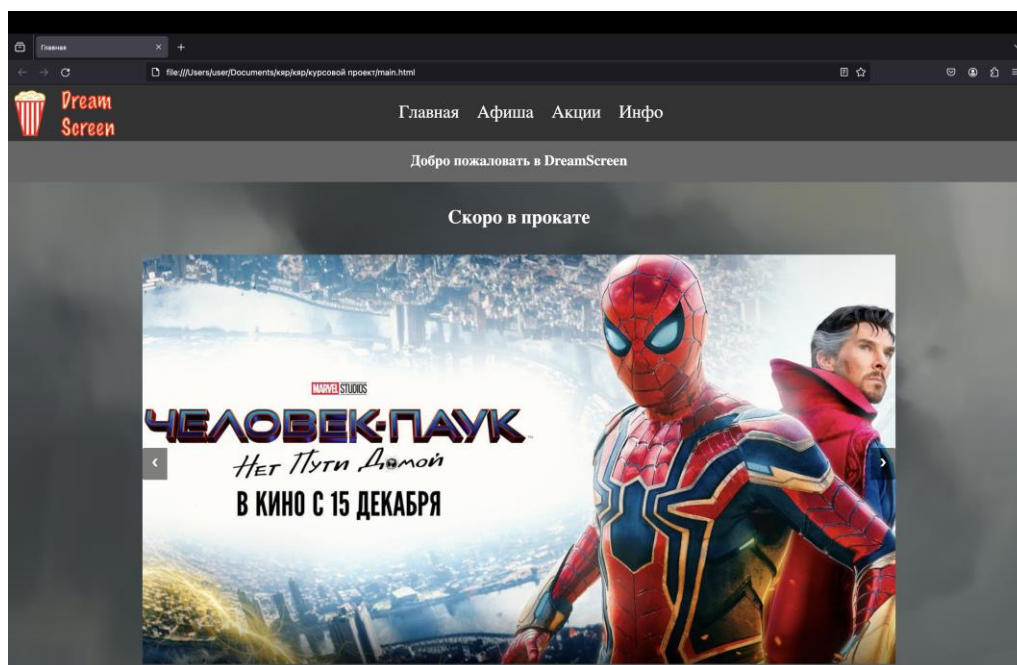 Главная
file:///Users/user/Documents/кяр/кяр/курсовой проект/main.html
Dream
Screen
Главная Афиша Акции Инфо
Добро пожаловать в DreamScreen
Скоро в прокате
MARVEL STUDIOS
ЧЕЛОВЕК-ПАУК
НЕТ ПУТИ ДОМОЙ
В КИНО С 15 ДЕКАБРЯ